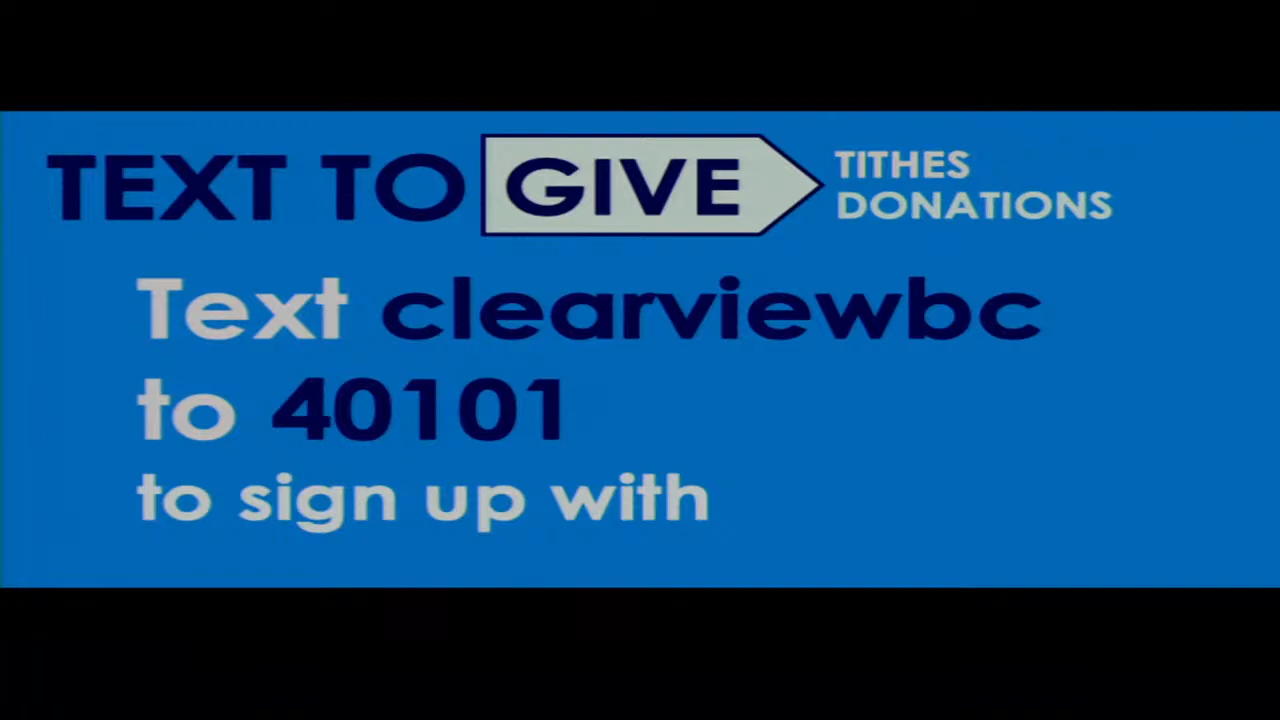 TEXT TO GIVE
TITHES
DONATIONS
Text clearviewbc
to 40101
to sign up with